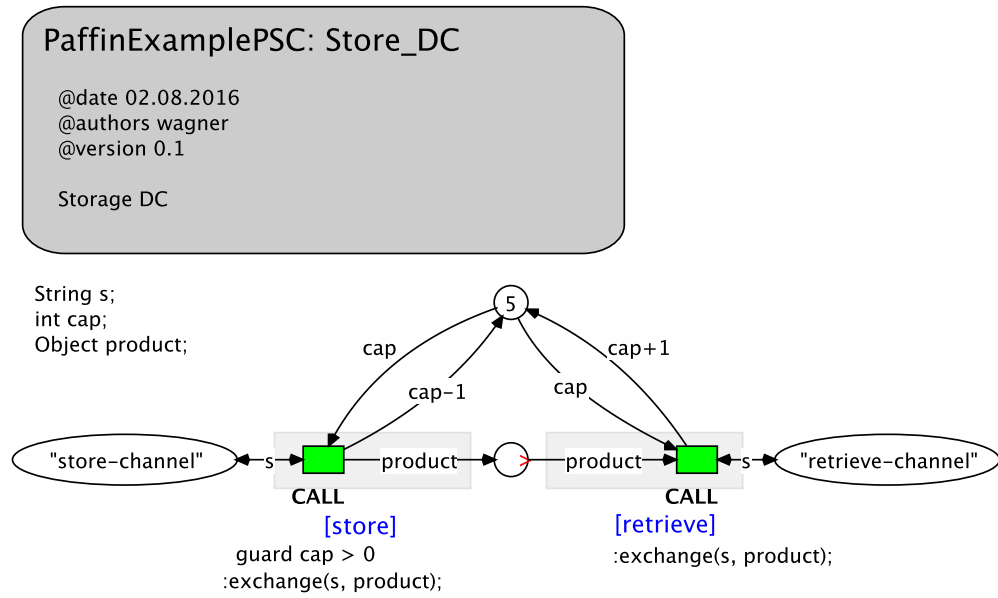 PaffinExamplePSC: Store_DC
@date 02.08.2016
@authors wagner
@version 0.1
Storage DC
String s;
int cap;
Object product;
5
cap
cap+1
cap-1
cap
"store-channel"
s
product
>
product
s
"retrieve-channel"
CALL
CALL
[store]
[retrieve]
guard cap > 0
:exchange(s, product);
:exchange(s, product);